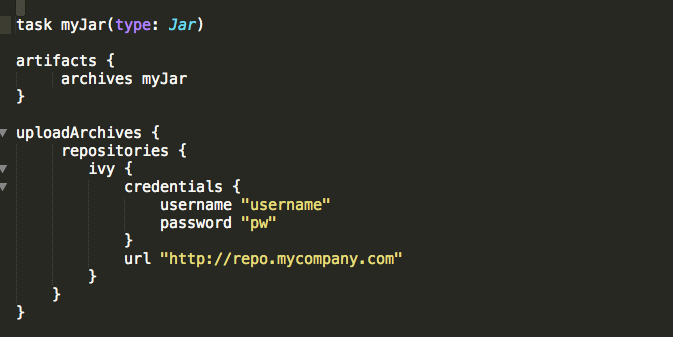 task myJar(type: Jar)
artifacts {
archives myJar
}
uploadArchives {
repositories {
ivy {
credentials {
username "username"
password "pw"
}
url "http://repo.mycompany.com"
}
}
}